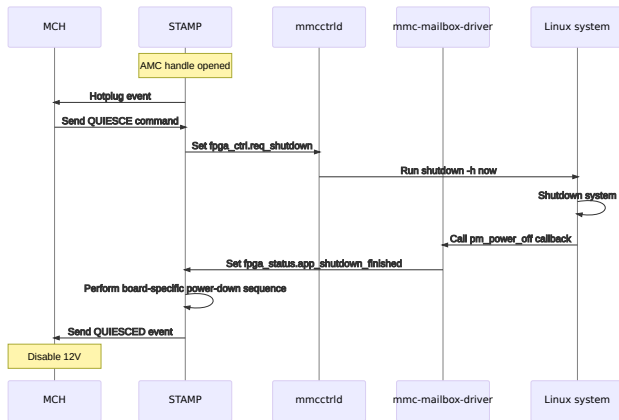 MCH
STAMP
mmcctrld
mmc-mailbox-driver
Linux system
AMC handle opened
Hotplug event
Send QUIESCE command
Set fpga_ctrl.req_shutdown
Run shutdown -h now
Shutdown system
Call pm_power_off callback
Set fpga_status.app_shutdown_finished
Perform board-specific power-down sequence
Send QUIESCED event
Disable 12V
MCH
STAMP
mmcctrld
mmc-mailbox-driver
Linux system